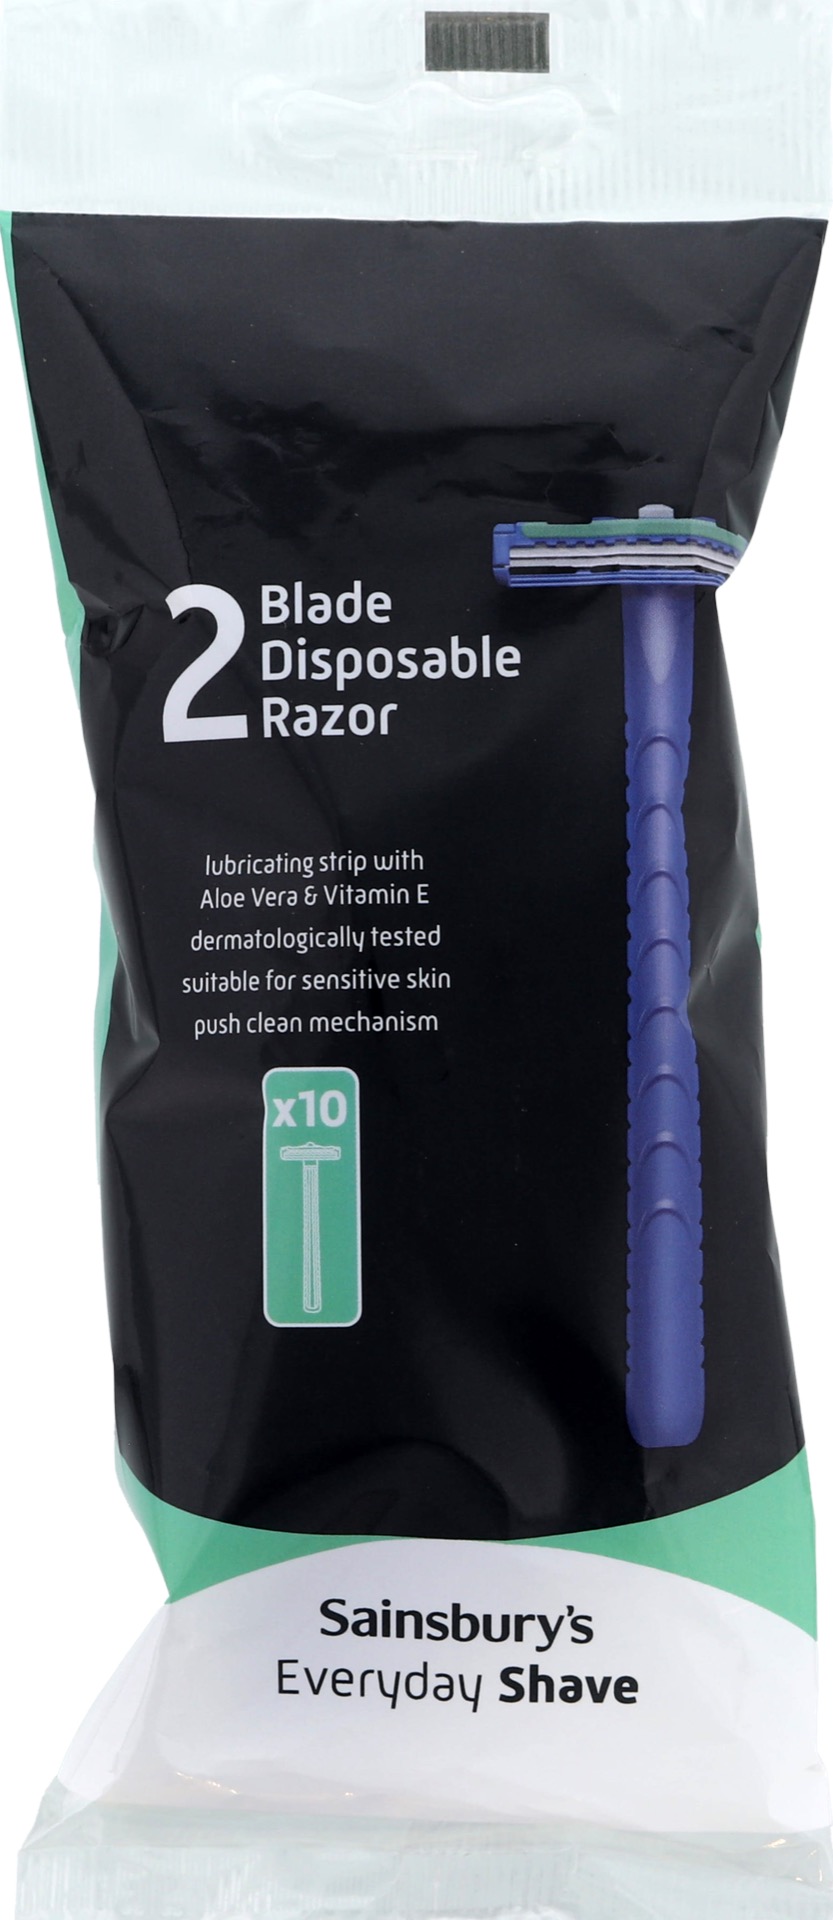 2 Blade
Disposable
Razor
lubricating strip with
Aloe Vera & Vitamin E
dermatologically tested
suitable for sensitive skin
push clean mechanism
x10
Sainsbury's
Everyday Shave